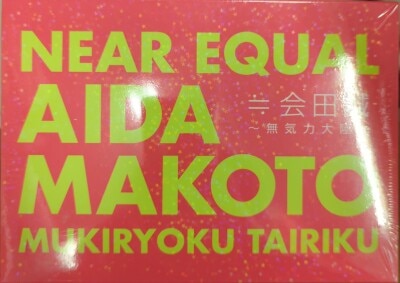 NEAR EQUAL
AIDA
≒会田
～無気力大
MAKOTO
MUKIRYOKU TAIRIKU